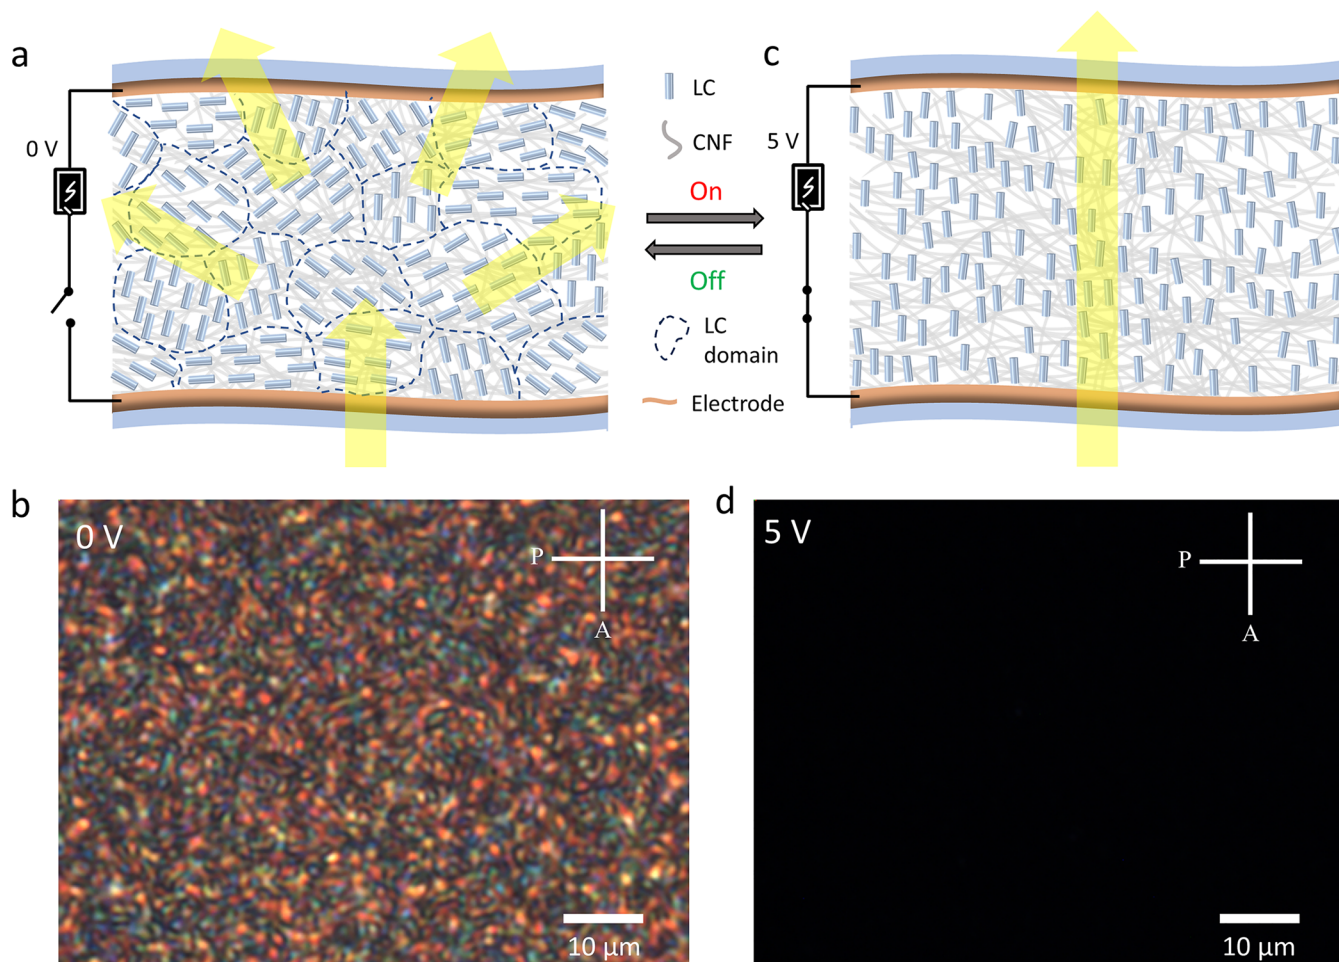 a
0 V
LC
CNF
On
Off
LC
domain
Electrode
c
5 V
b
0 V
P
A
10 μm
d
5 V
P
A
10 μm